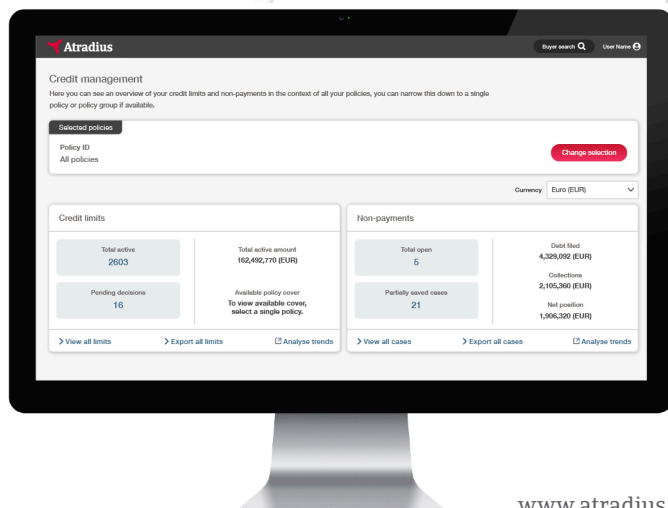 Atradius
Buyer search
User Name
Credit management
Here you can see an overview of your credit limits and non-payments in the context of all your policies, you can narrow this down to a single
policy or policy group if available.
Selected policies
Policy ID
All policies
Change selection
Currency
Euro (EUR)
Credit limits
Total active
2603
Total active amount
162,492,770 (EUR)
Pending decisions
16
Available policy cover
To view available cover,
select a single policy.
View all limits
Export all limits
Analyse trends
Non-payments
Total open
5
Debt filed
4,329,092 (EUR)
Collections
2,105,360 (EUR)
Partially saved cases
21
Net position
1,906,320 (EUR)
View all cases
Export all cases
Analyse trends
www.atradius